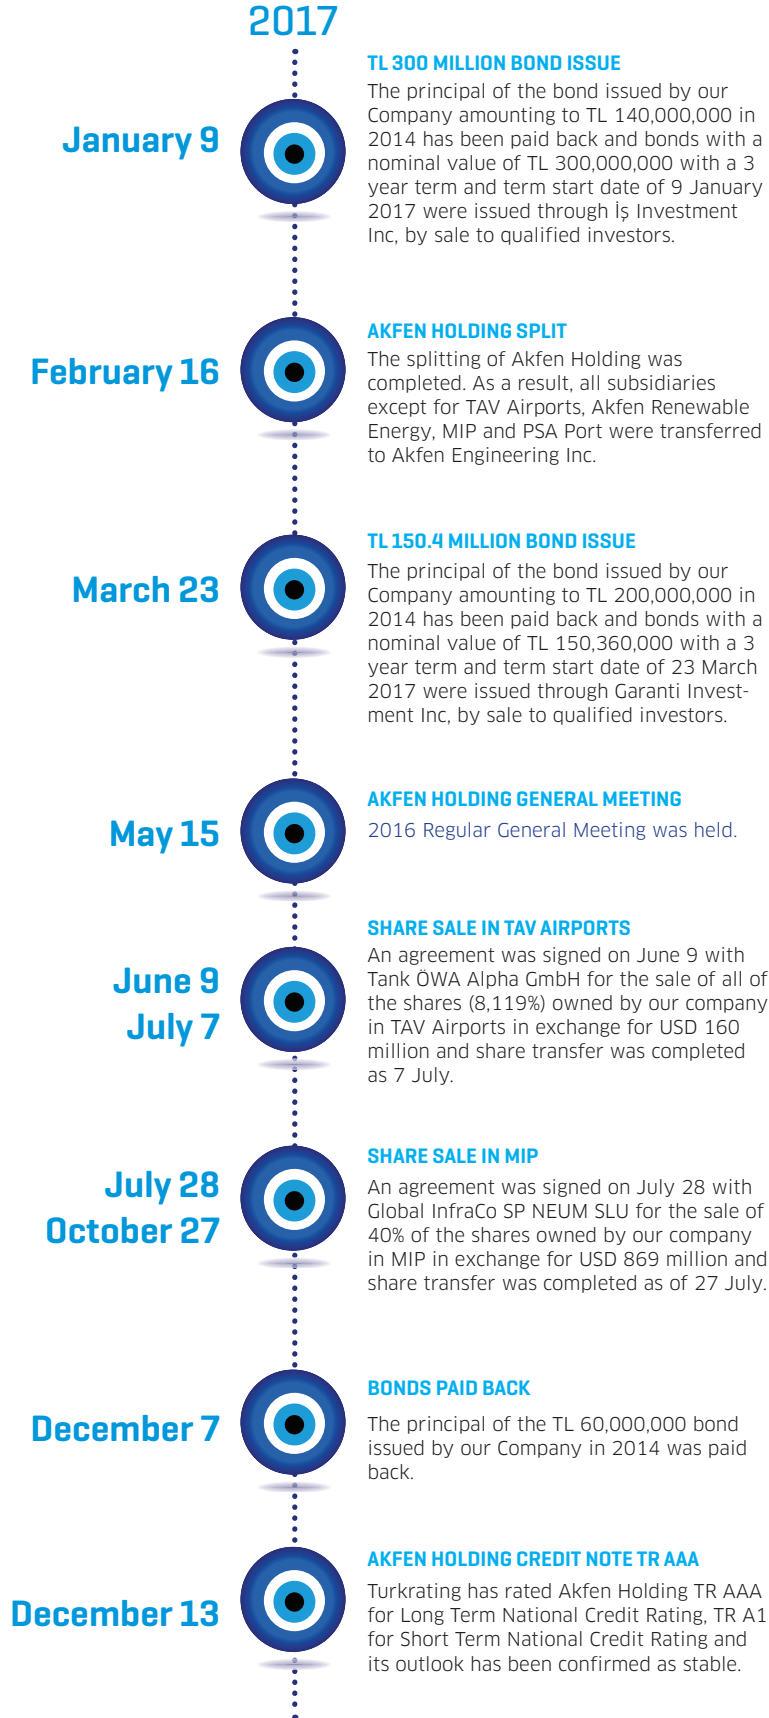 2017
January 9
TL 300 MILLION BOND ISSUE
The principal of the bond issued by our
Company amounting to TL 140,000,000 in
2014 has been paid back and bonds with a
nominal value of TL 300,000,000 with a 3
year term and term start date of 9 January
2017 were issued through İş Investment
Inc, by sale to qualified investors.
February 16
AKFEN HOLDING SPLIT
The splitting of Akfen Holding was
completed. As a result, all subsidiaries
except for TAV Airports, Akfen Renewable
Energy, MIP and PSA Port were transferred
to Akfen Engineering Inc.
March 23
TL 150.4 MILLION BOND ISSUE
The principal of the bond issued by our
Company amounting to TL 200,000,000 in
2014 has been paid back and bonds with a
nominal value of TL 150,360,000 with a 3
year term and term start date of 23 March
2017 were issued through Garanti Invest-
ment Inc, by sale to qualified investors.
May 15
AKFEN HOLDING GENERAL MEETING
2016 Regular General Meeting was held.
June 9
July 7
SHARE SALE IN TAV AIRPORTS
An agreement was signed on June 9 with
Tank ÖWA Alpha GmbH for the sale of all of
the shares (8,119%) owned by our company
in TAV Airports in exchange for USD 160
million and share transfer was completed
as 7 July.
July 28
October 27
SHARE SALE IN MIP
An agreement was signed on July 28 with
Global InfraCo SP NEUM SLU for the sale of
40% of the shares owned by our company
in MIP in exchange for USD 869 million and
share transfer was completed as of 27 July.
December 7
BONDS PAID BACK
The principal of the TL 60,000,000 bond
issued by our Company in 2014 was paid
back.
December 13
AKFEN HOLDING CREDIT NOTE TR AAA
Turkrating has rated Akfen Holding TR AAA
for Long Term National Credit Rating, TR A1
for Short Term National Credit Rating and
its outlook has been confirmed as stable.